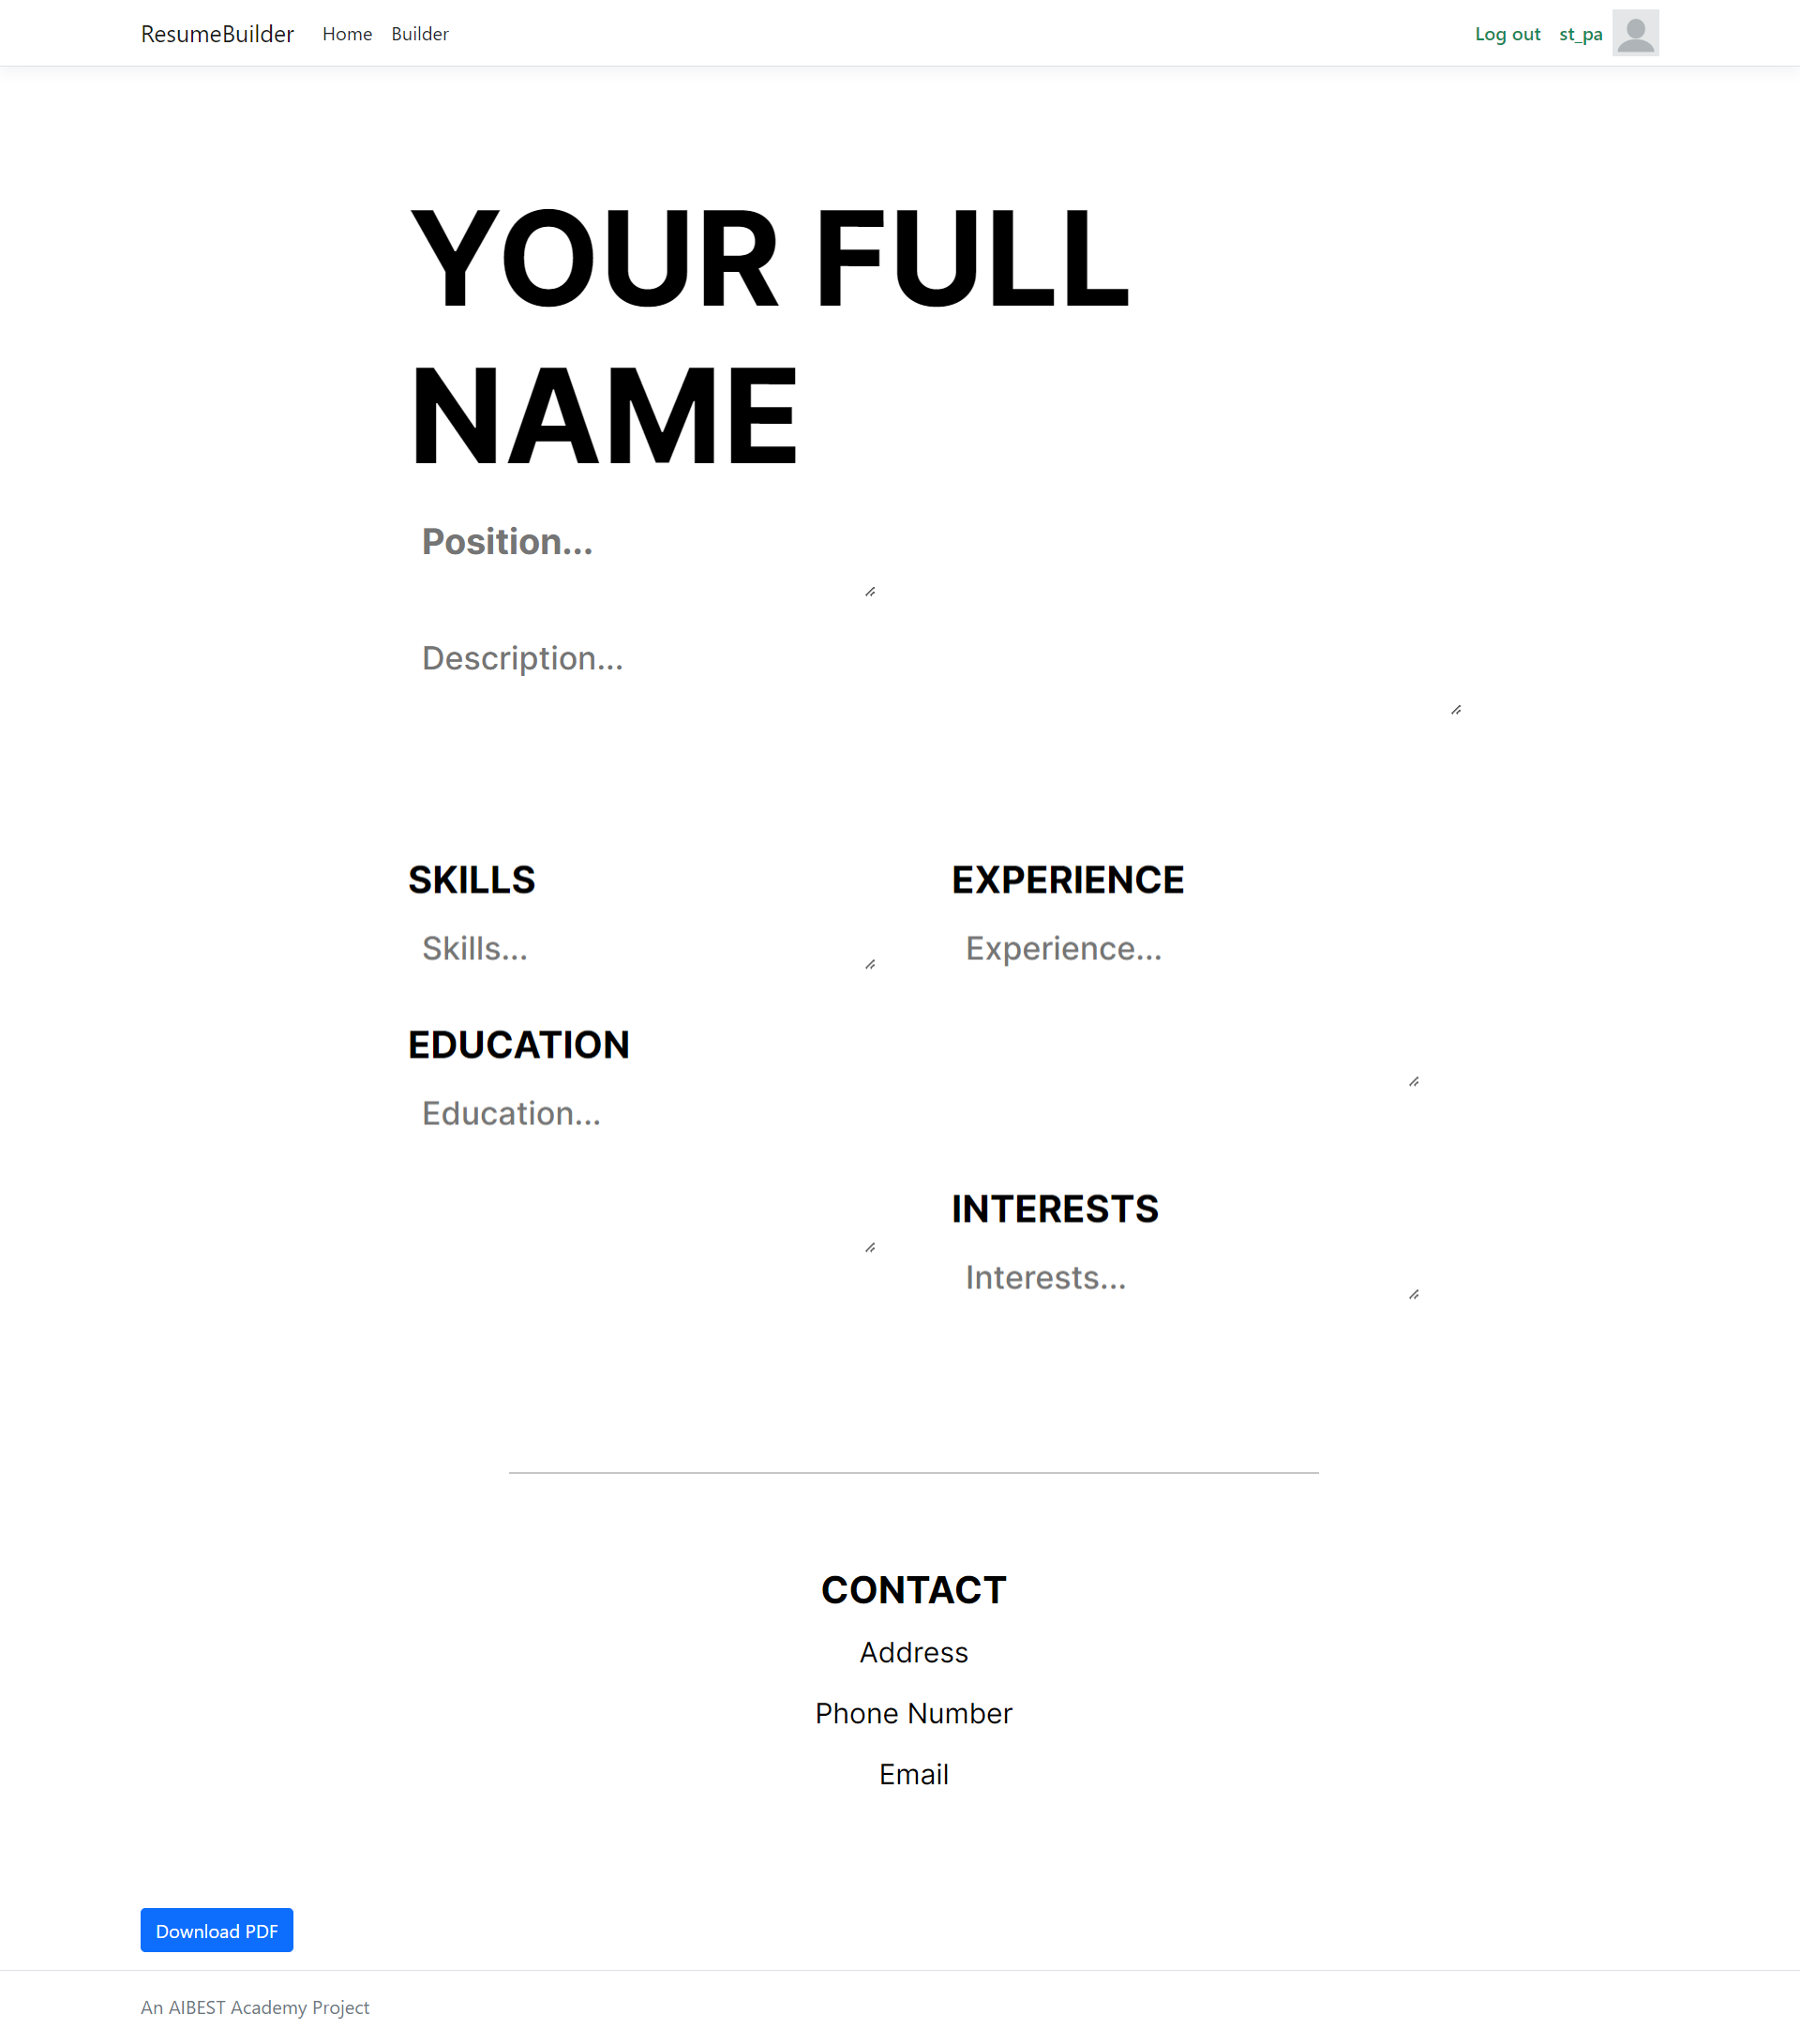 ResumeBuilder Home Builder Log out st_pa
YOUR FULL
NAME
Position...
Description...
SKILLS
Skills...
EDUCATION
Education...
EXPERIENCE
Experience...
INTERESTS
Interests...
CONTACT
Address
Phone Number
Email
Download PDF
An AIBEST Academy Project